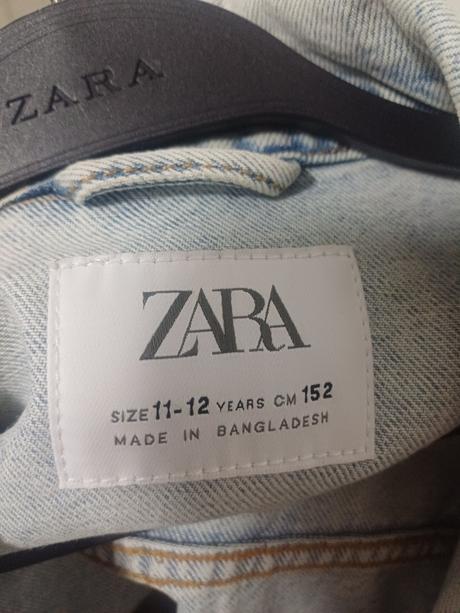 ZARA
ZARA
SIZE 11-12 YEARS CM 152
MADE IN BANGLADESH